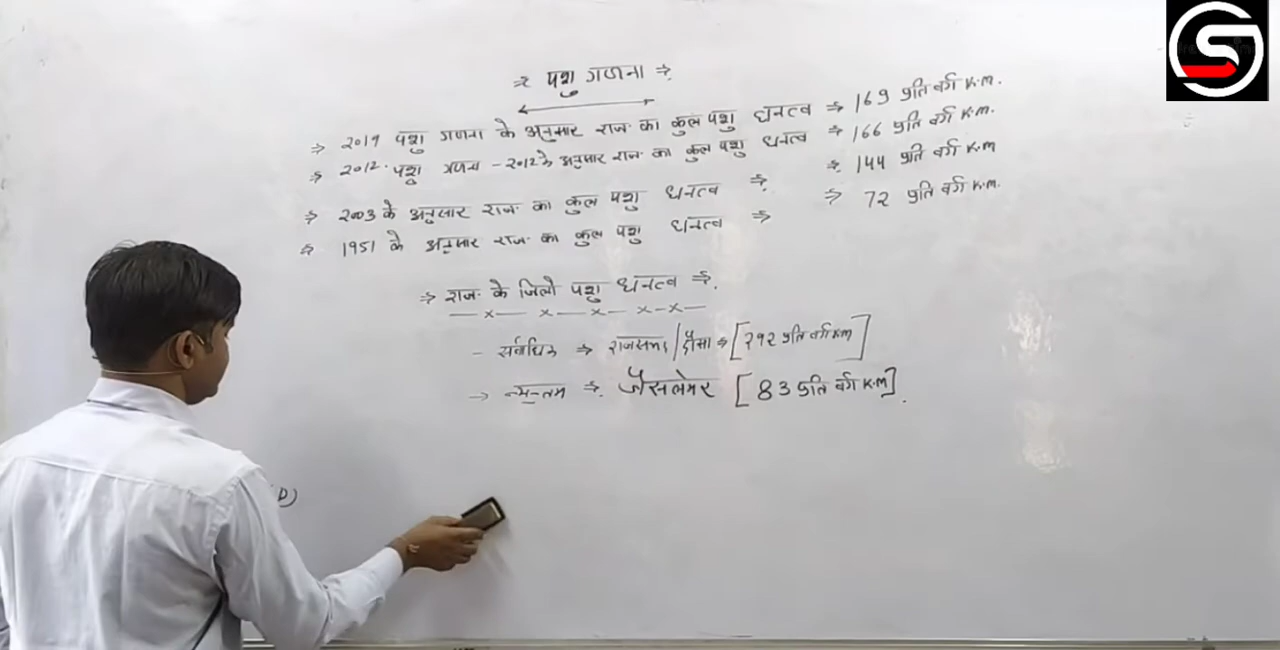 ⇒ पशु गणना ⇒
⇒ 2019 पशु गणना के अनुसार राज. का कुल पशु घनत्व ⇒ 169 प्रति वर्ग K.M.
⇒ 2012. पशु गणना - 2012 के अनुसार राज. का कुल पशु घनत्व ⇒ 166 प्रति वर्ग K.M.
⇒ 2003 के अनुसार राज. का कुल पशु घनत्व ⇒ ⇒ 144 प्रति वर्ग K.M
⇒ 1951 के अनुसार राज. का कुल पशु घनत्व ⇒ ⇒ 72 प्रति वर्ग K.M.
⇒ राज. के जिलो पशु घनत्व ⇒.
- सर्वाधिक ⇒ राजसमंद / दौसा ⇒ [292 प्रति वर्ग KM]
→ न्यूनतम ⇒. जैसलमेर [83 प्रति वर्ग K.M].
D)
S